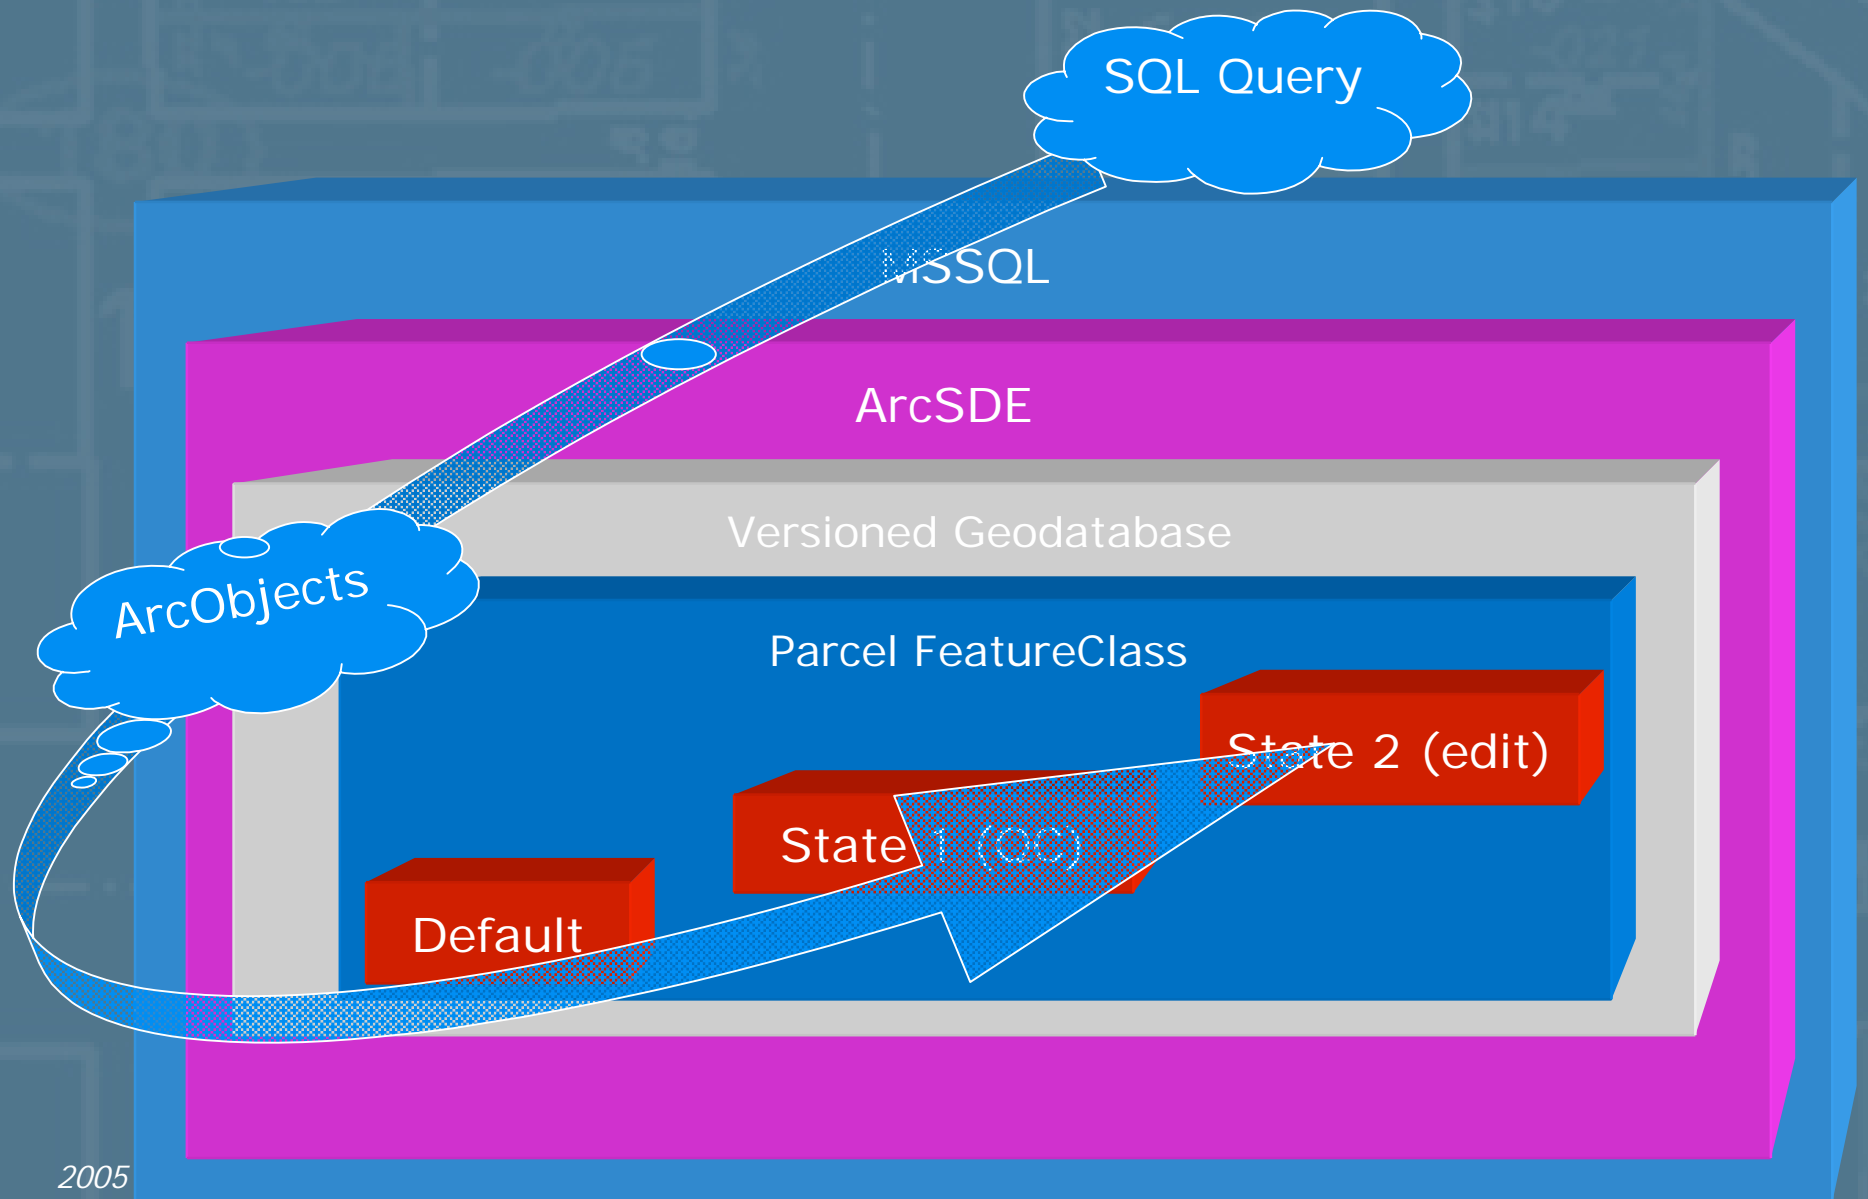 SQL Query
MSSQL
ArcSDE
Versioned Geodatabase
ArcObjects
Parcel FeatureClass
State 2 (edit)
State 1 (QC)
Default
2005